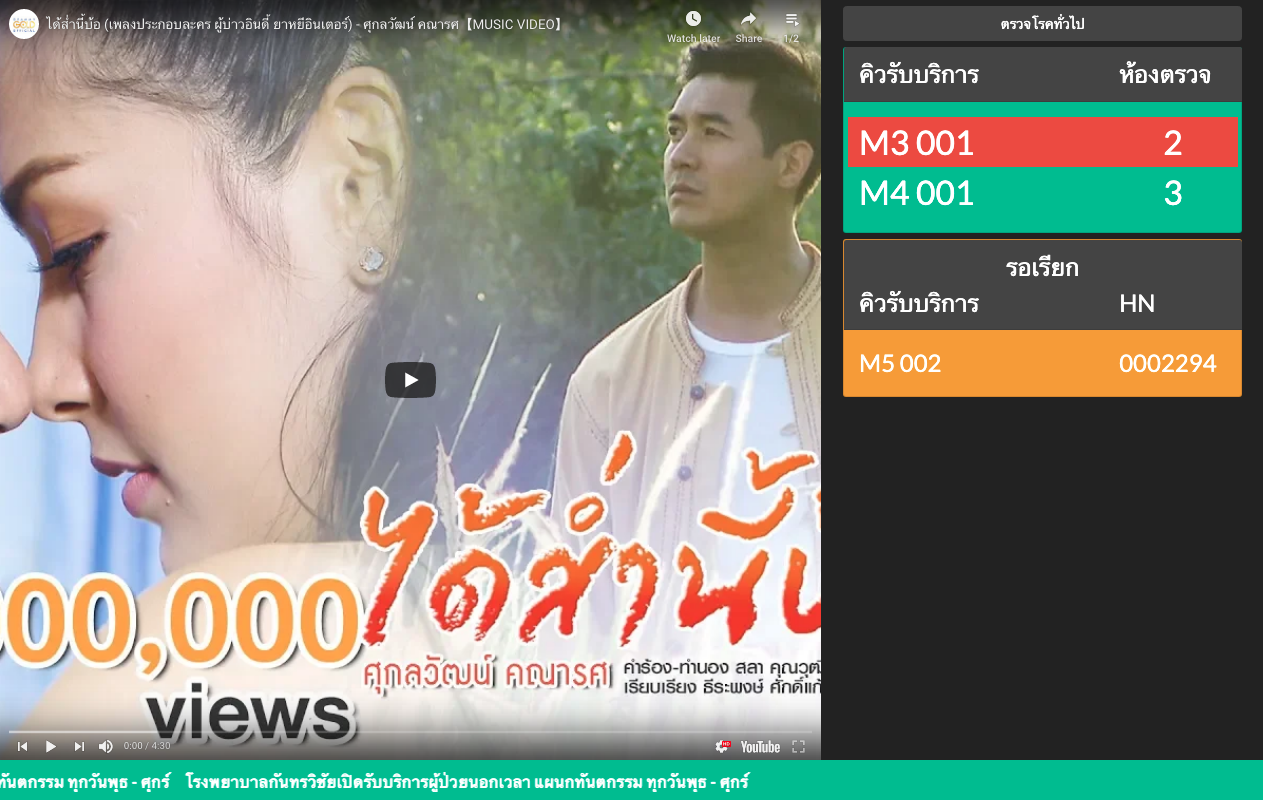 ได้ส่ำนี้บ้อ (เพลงประกอบละคร ผู้บ่าวอินดี้ ยาหยีอินเตอร์) - ศุกลวัฒน์ คณารศ【MUSIC VIDEO】
Watch later
Share
1/2
00,000
views
ได้ส่ำนี้
ศุกลวัฒน์ คณารศ
คำร้อง-ทำนอง สลา คุณวุฒิ
เรียบเรียง ธีระพงษ์ ศักดิ์แก้
0:00 / 4:30
HD
YouTube
ตรวจโรคทั่วไป
คิวรับบริการ ห้องตรวจ
M3 001 2
M4 001 3
รอเรียก
คิวรับบริการ HN
M5 002 0002294
ทันตกรรม ทุกวันพุธ - ศุกร์ โรงพยาบาลกันทรวิชัยเปิดรับบริการผู้ป่วยนอกเวลา แผนกทันตกรรม ทุกวันพุธ - ศุกร์